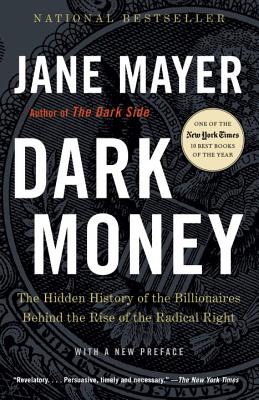 NATIONAL BESTSELLER
JANE MAYER
Author of The Dark Side
ONE OF THE
New York Times
10 BEST BOOKS
OF THE YEAR
DARK
MONEY
The Hidden History of the Billionaires
Behind the Rise of the Radical Right
WITH A NEW PREFACE
"Revelatory. . . . Persuasive, timely and necessary." —The New York Times